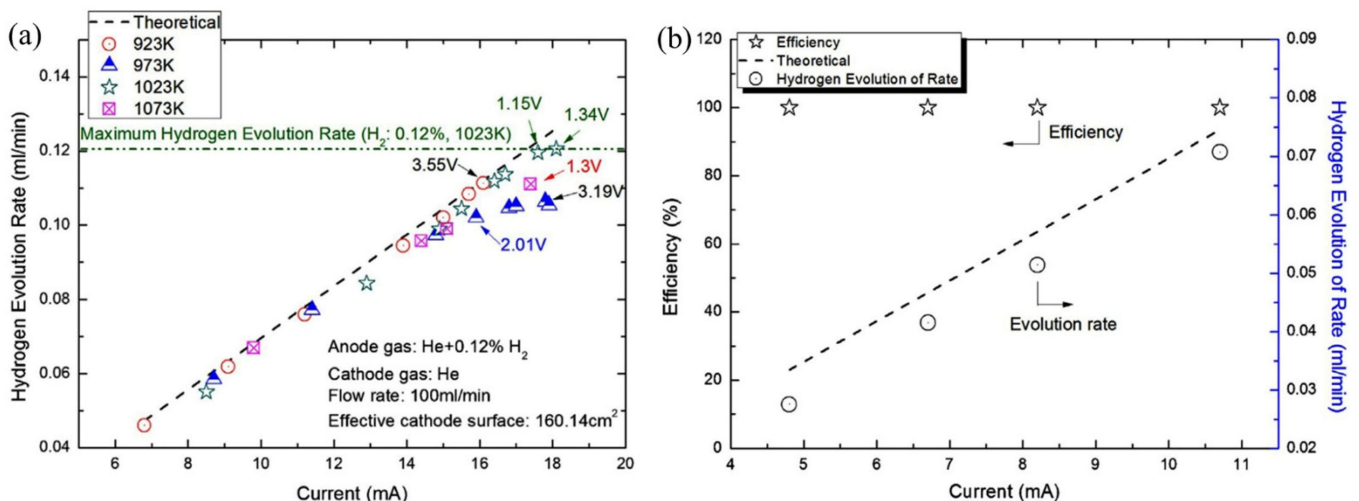 (a)
Theoretical
923K
973K
1023K
1073K
Hydrogen Evolution Rate (ml/min)
0.14
0.12
0.10
0.08
0.06
0.04
Maximum Hydrogen Evolution Rate (H₂: 0.12%, 1023K)
1.15V
1.34V
3.55V
1.3V
3.19V
2.01V
Anode gas: He+0.12% H₂
Cathode gas: He
Flow rate: 100ml/min
Effective cathode surface: 160.14cm²
6 8 10 12 14 16 18 20
Current (mA)
(b)
Efficiency
Theoretical
Hydrogen Evolution of Rate
Efficiency (%)
120
100
80
60
40
20
0
Efficiency
Evolution rate
4 5 6 7 8 9 10 11
Current (mA)
0.09
0.08
0.07
0.06
0.05
0.04
0.03
0.02
Hydrogen Evolution of Rate (ml/min)